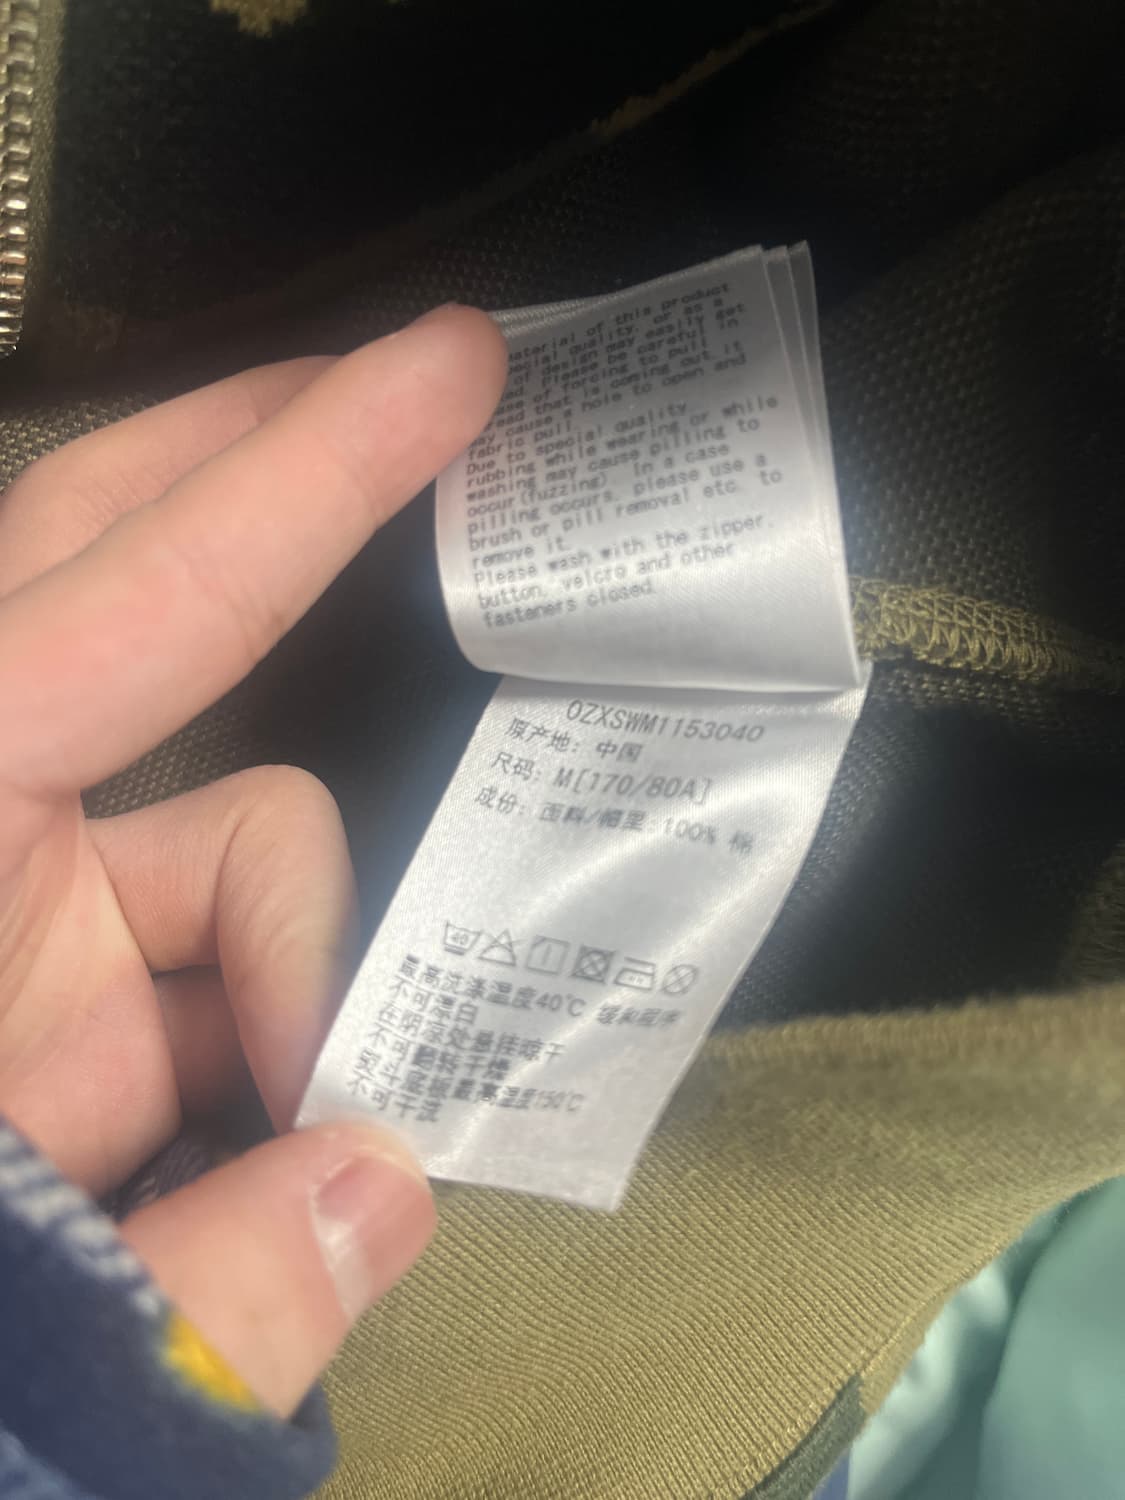 aterial of this product
ecial quality, or as a
of design may easily get
ed. Please be careful in
ase of forcing to pull
read that is coming out, it
may cause a hole to open and
fabric pull.
Due to special quality,
rubbing while wearing or while
washing may cause pilling to
occur(fuzzing). In a case
pilling occurs, please use a
brush or pill removal etc. to
remove it.
Please wash with the zipper,
button, velcro and other
fasteners closed.
0ZXSWM1153040
原产地: 中国
尺码: M[170/80A]
成份: 面料/帽里 100% 棉
40
最高洗涤温度40℃ 缓和程序
不可漂白
在阴凉处悬挂晾干
不可翻转干燥
熨斗底板最高温度150℃
不可干洗